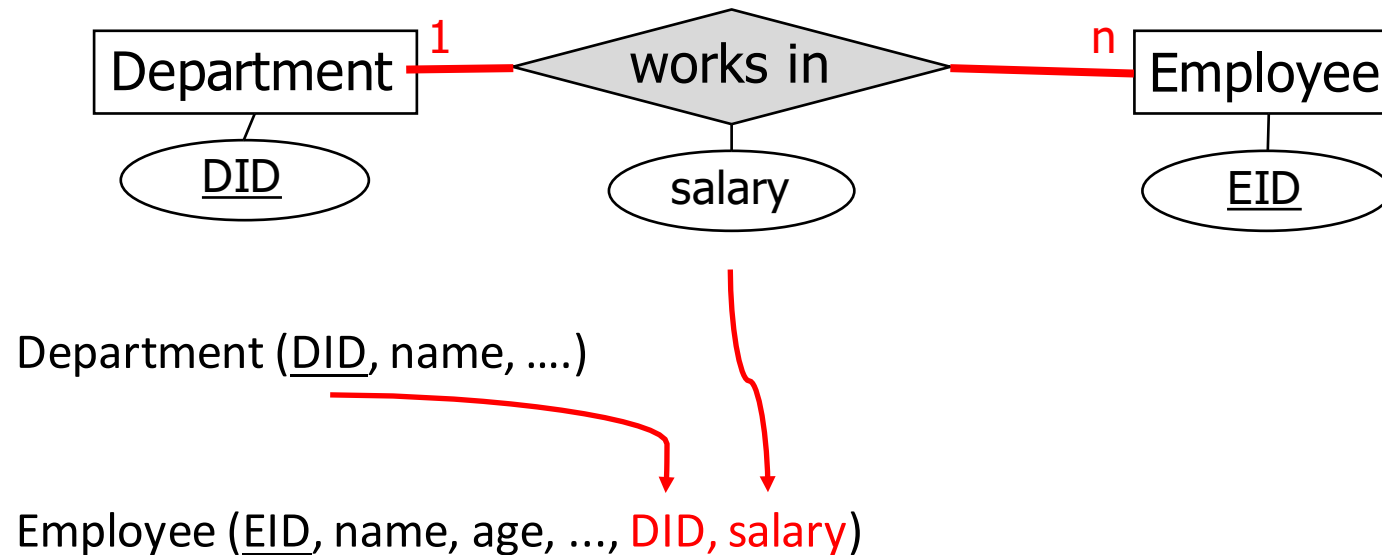 1 n
Department works in Employee
DID salary EID
Department (DID, name, ....)
Employee (EID, name, age, ..., DID, salary)